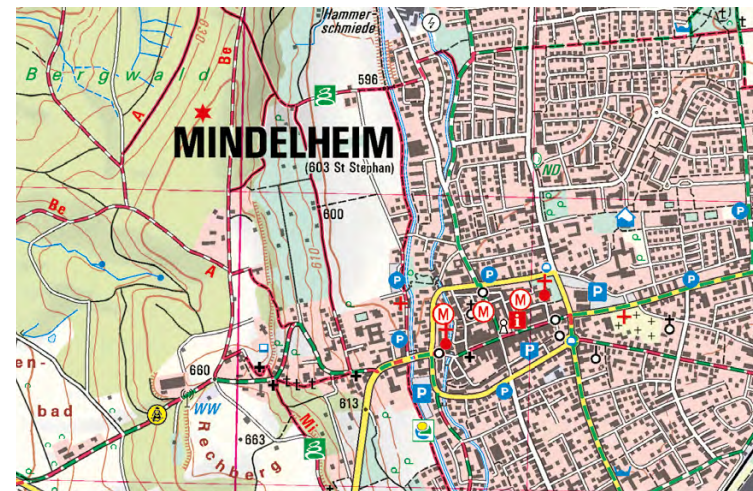 Hammer-
schmiede
630
Be
596
Bergwald
A
MINDELHEIM
(603 St Stephan)
ND
600
Be
P
610
A
P
P
P
P
M
M
M
i
P
P
660
P
P
en-
bad
WW
613
Mi
Rechberg
663